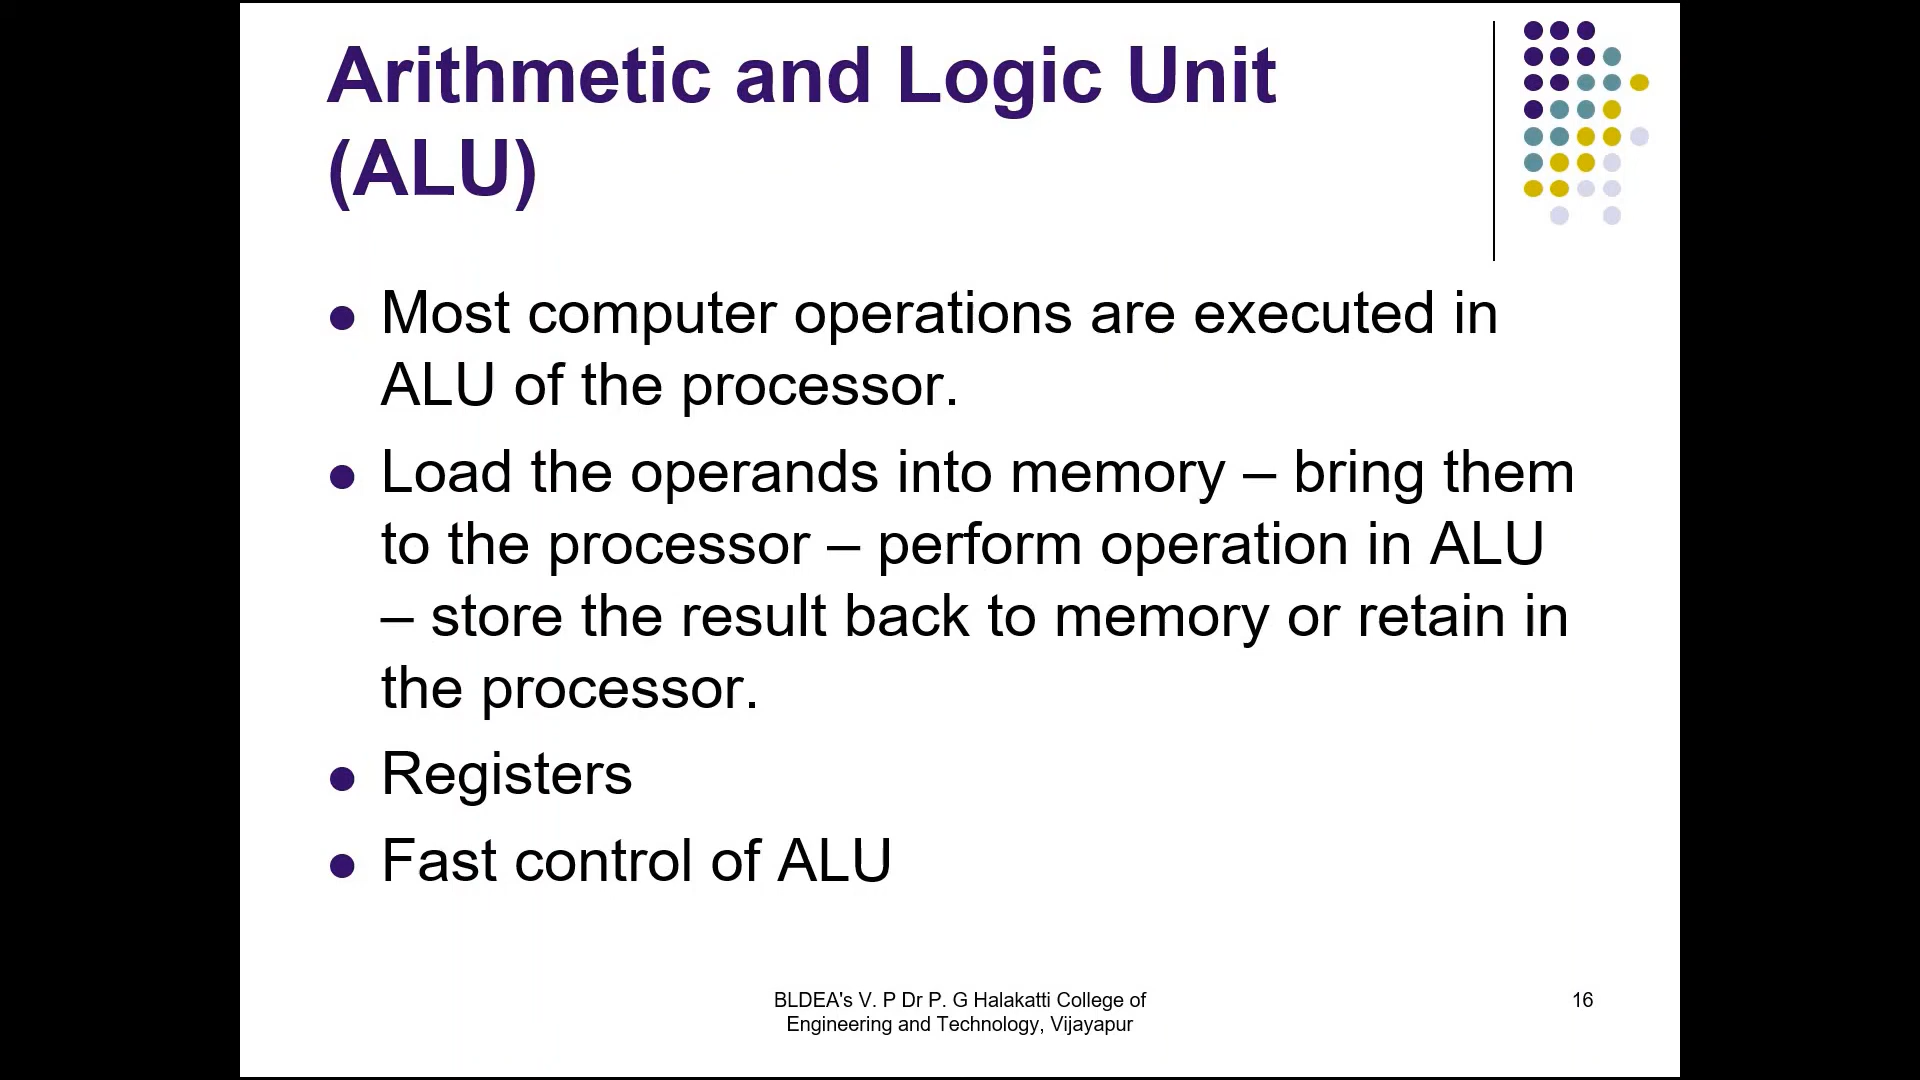 Arithmetic and Logic Unit
(ALU)
● Most computer operations are executed in
ALU of the processor.
● Load the operands into memory – bring them
to the processor – perform operation in ALU
– store the result back to memory or retain in
the processor.
● Registers
● Fast control of ALU
BLDEA's V. P Dr P. G Halakatti College of
Engineering and Technology, Vijayapur
16